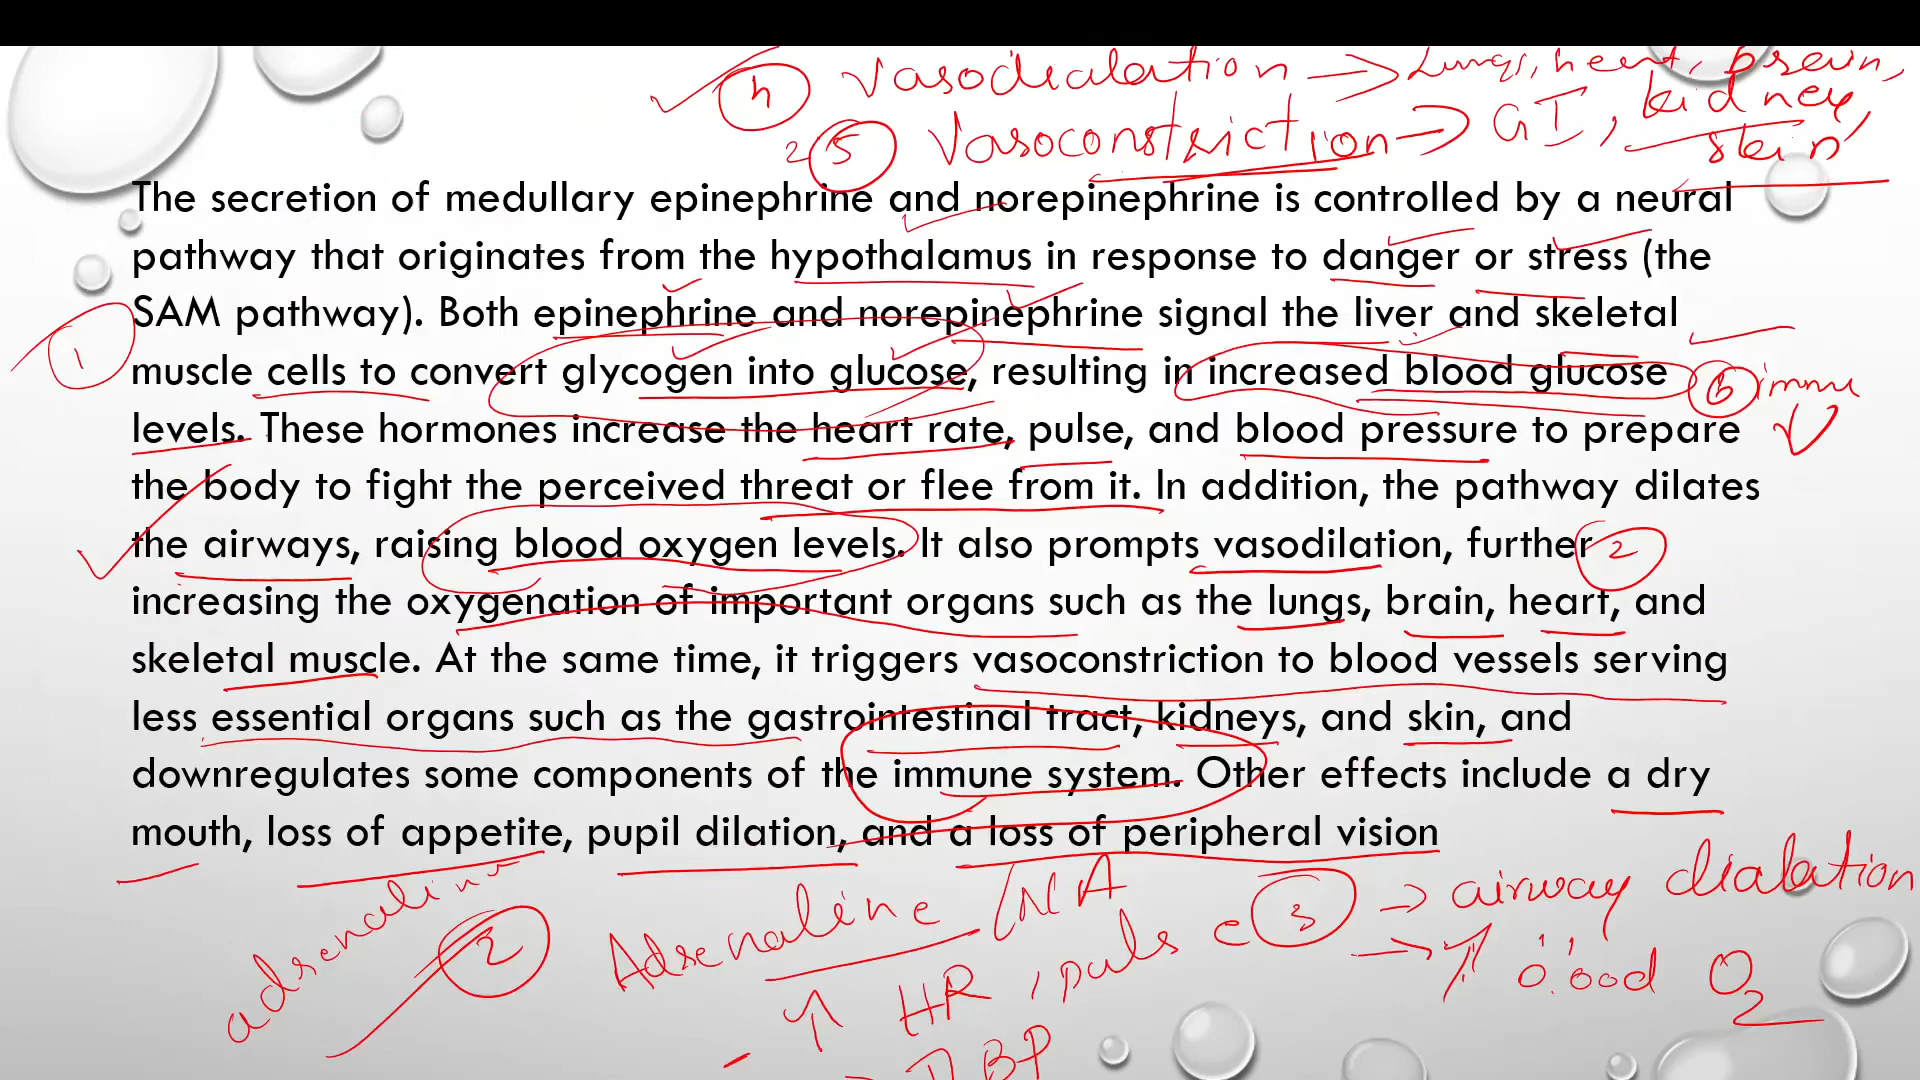 4 Vasodialation → Lungs, heart, brain,
5 Vasoconstriction → GI, kidney,
skin
The secretion of medullary epinephrine and norepinephrine is controlled by a neural
pathway that originates from the hypothalamus in response to danger or stress (the
SAM pathway). Both epinephrine and norepinephrine signal the liver and skeletal
1
muscle cells to convert glycogen into glucose, resulting in increased blood glucose
6 immu ↓
levels. These hormones increase the heart rate, pulse, and blood pressure to prepare
the body to fight the perceived threat or flee from it. In addition, the pathway dilates
the airways, raising blood oxygen levels. It also prompts vasodilation, further
2
increasing the oxygenation of important organs such as the lungs, brain, heart, and
skeletal muscle. At the same time, it triggers vasoconstriction to blood vessels serving
less essential organs such as the gastrointestinal tract, kidneys, and skin, and
downregulates some components of the immune system. Other effects include a dry
mouth, loss of appetite, pupil dilation, and a loss of peripheral vision
adrenaline
2
Adrenaline / NA
↑ HR, pulse
BP
3 → airway dialation
→ ↑ blood O2